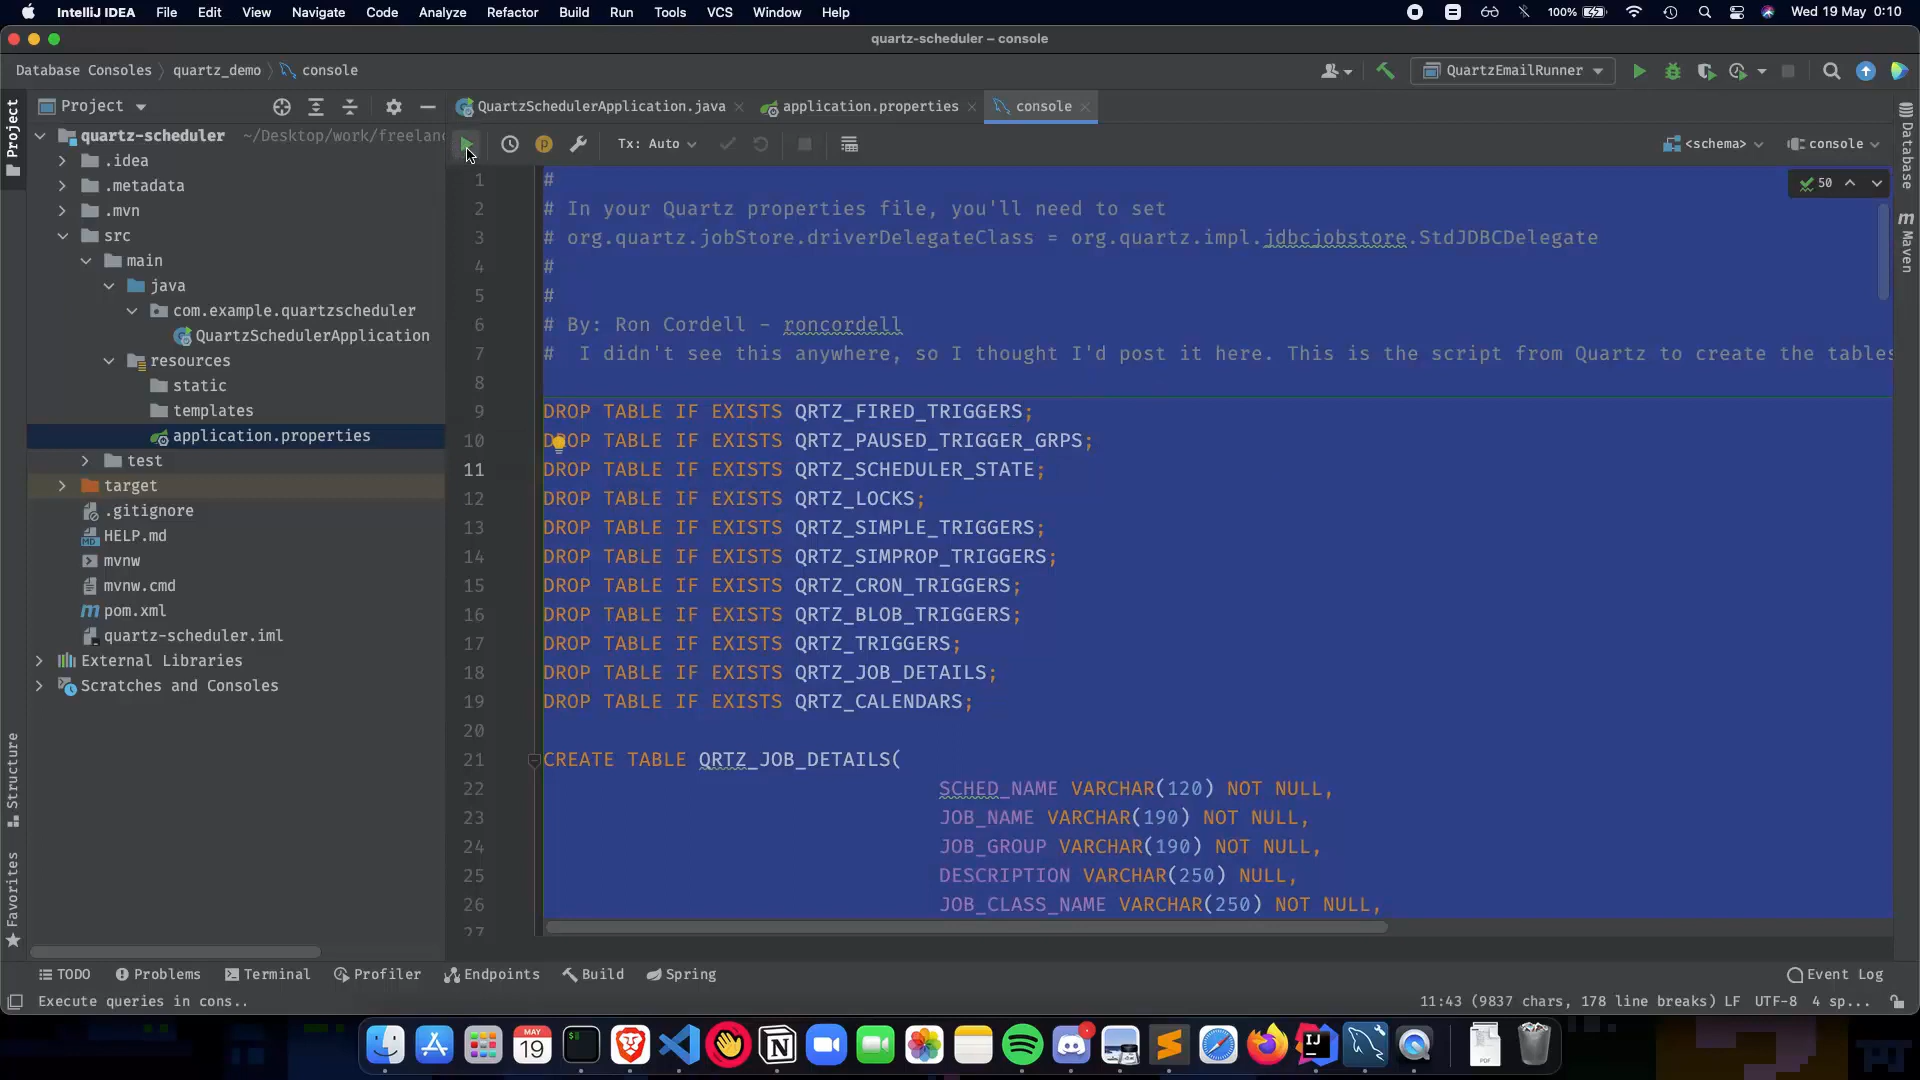 IntelliJ IDEA File Edit View Navigate Code Analyze Refactor Build Run Tools VCS Window Help 100% Wed 19 May 0:10
quartz-scheduler – console
Database Consoles quartz_demo console QuartzEmailRunner
Project
QuartzSchedulerApplication.java application.properties console
Tx: Auto <schema> console
Project
Structure
Favorites
quartz-scheduler ~/Desktop/work/freelan
.idea
.metadata
.mvn
src
main
java
com.example.quartzscheduler
QuartzSchedulerApplication
resources
static
templates
application.properties
test
target
.gitignore
HELP.md
mvnw
mvnw.cmd
pom.xml
quartz-scheduler.iml
External Libraries
Scratches and Consoles
50
1 #
2 # In your Quartz properties file, you'll need to set
3 # org.quartz.jobStore.driverDelegateClass = org.quartz.impl.jdbcjobstore.StdJDBCDelegate
4 #
5 #
6 # By: Ron Cordell - roncordell
7 #  I didn't see this anywhere, so I thought I'd post it here. This is the script from Quartz to create the tables
8
9 DROP TABLE IF EXISTS QRTZ_FIRED_TRIGGERS;
10 DROP TABLE IF EXISTS QRTZ_PAUSED_TRIGGER_GRPS;
11 DROP TABLE IF EXISTS QRTZ_SCHEDULER_STATE;
12 DROP TABLE IF EXISTS QRTZ_LOCKS;
13 DROP TABLE IF EXISTS QRTZ_SIMPLE_TRIGGERS;
14 DROP TABLE IF EXISTS QRTZ_SIMPROP_TRIGGERS;
15 DROP TABLE IF EXISTS QRTZ_CRON_TRIGGERS;
16 DROP TABLE IF EXISTS QRTZ_BLOB_TRIGGERS;
17 DROP TABLE IF EXISTS QRTZ_TRIGGERS;
18 DROP TABLE IF EXISTS QRTZ_JOB_DETAILS;
19 DROP TABLE IF EXISTS QRTZ_CALENDARS;
20
21 CREATE TABLE QRTZ_JOB_DETAILS(
22 SCHED_NAME VARCHAR(120) NOT NULL,
23 JOB_NAME VARCHAR(190) NOT NULL,
24 JOB_GROUP VARCHAR(190) NOT NULL,
25 DESCRIPTION VARCHAR(250) NULL,
26 JOB_CLASS_NAME VARCHAR(250) NOT NULL,
27
Database
Maven
TODO Problems Terminal Profiler Endpoints Build Spring Event Log
Execute queries in cons.. 11:43 (9837 chars, 178 line breaks) LF UTF-8 4 sp...
MAY
19
IJ
PDF